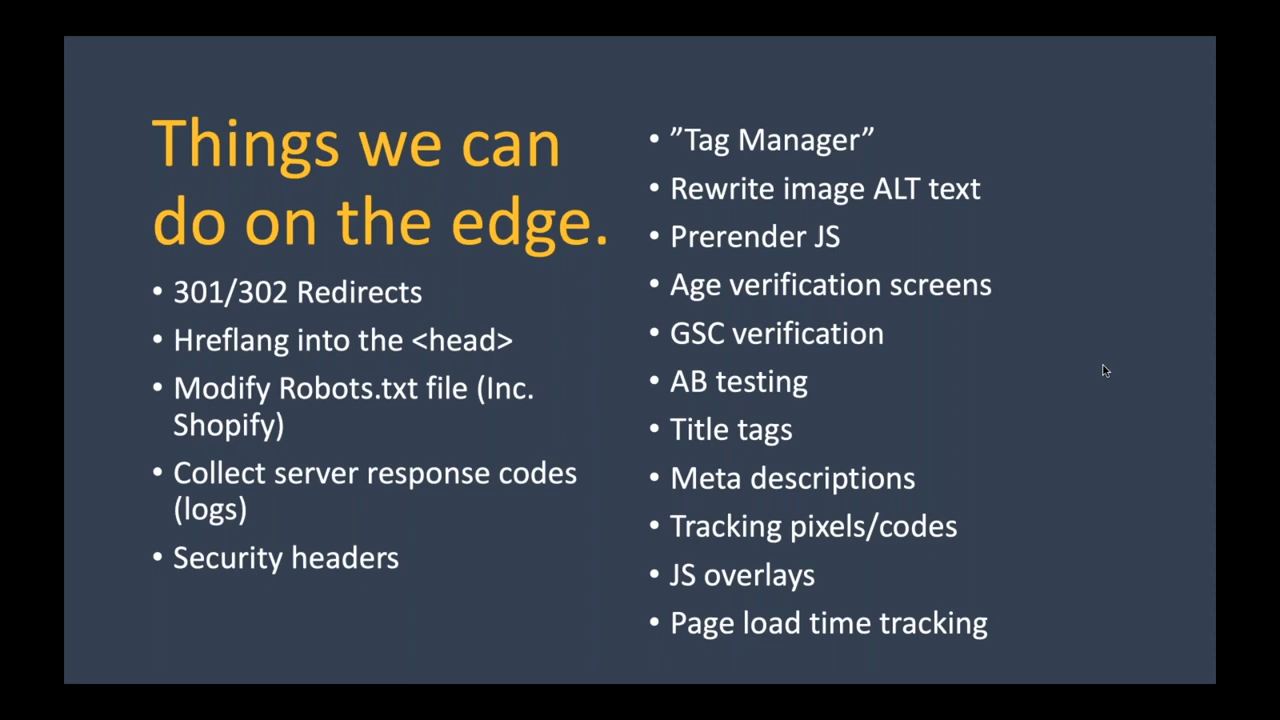 Things we can
do on the edge.
• 301/302 Redirects
• Hreflang into the <head>
• Modify Robots.txt file (Inc.
Shopify)
• Collect server response codes
(logs)
• Security headers
• ”Tag Manager”
• Rewrite image ALT text
• Prerender JS
• Age verification screens
• GSC verification
• AB testing
• Title tags
• Meta descriptions
• Tracking pixels/codes
• JS overlays
• Page load time tracking